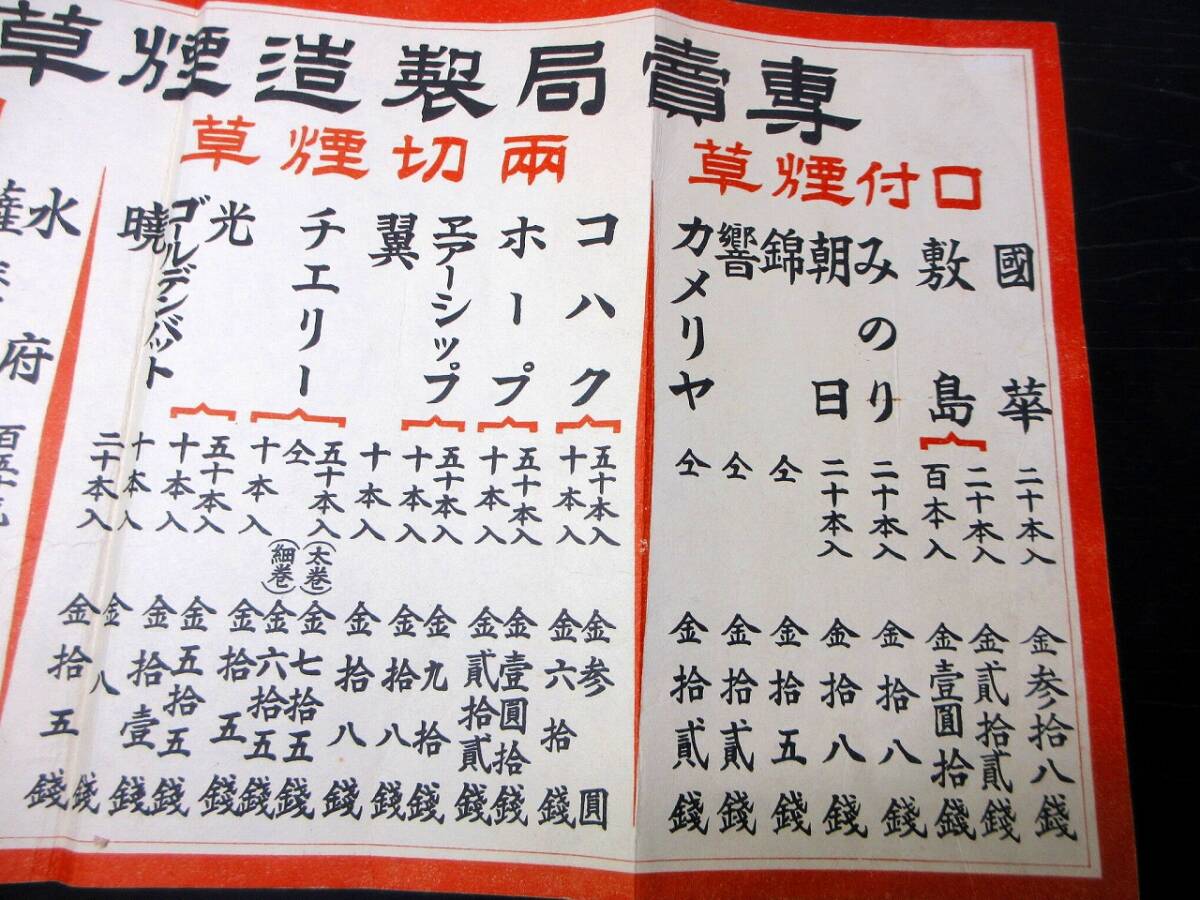 專賣局製造煙草
口付煙草
國華 二十本入 金参拾八錢
敷島 二十本入 金貳拾貳錢
百本入 金壹圓拾錢
みのり 二十本入 金拾八錢
朝日 二十本入 金拾八錢
錦 仝 金拾五錢
響 仝 金拾貳錢
カメリヤ 仝 金拾貳錢
兩切煙草
コハク 五十本入 金参圓
十本入 金六拾錢
ホープ 五十本入 金壹圓拾錢
十本入 金貳拾貳錢
ヱアーシップ 五十本入 金九拾錢
十本入 金拾八錢
翼 十本入 金拾八錢
チエリー 五十本入(太巻) 金七拾五錢
仝(細巻) 金六拾五錢
十本入 金拾五錢
光 五十本入 金五拾五錢
十本入 金拾壹錢
ゴールデンバット 十本入 金八錢
曉 二十本入 金拾五錢
水府